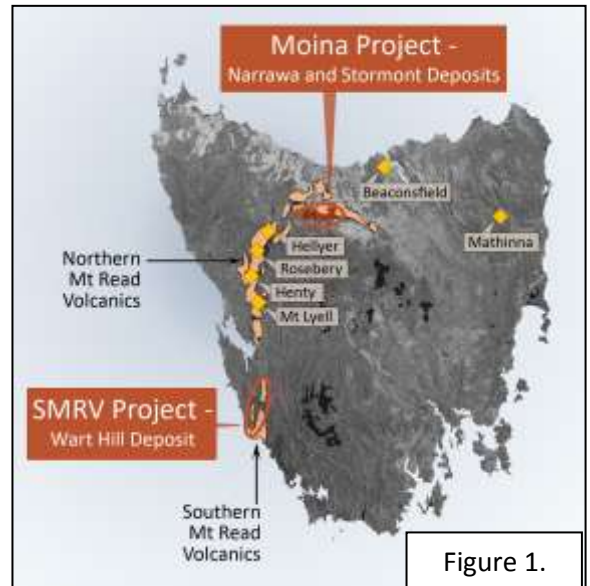 Moina Project -
Narrawa and Stormont Deposits
Beaconsfield
Mathinna
Hellyer
Northern
Mt Read
Volcanics
Rosebery
Henty
Mt Lyell
SMRV Project -
Wart Hill Deposit
Southern
Mt Read
Volcanics
Figure 1.